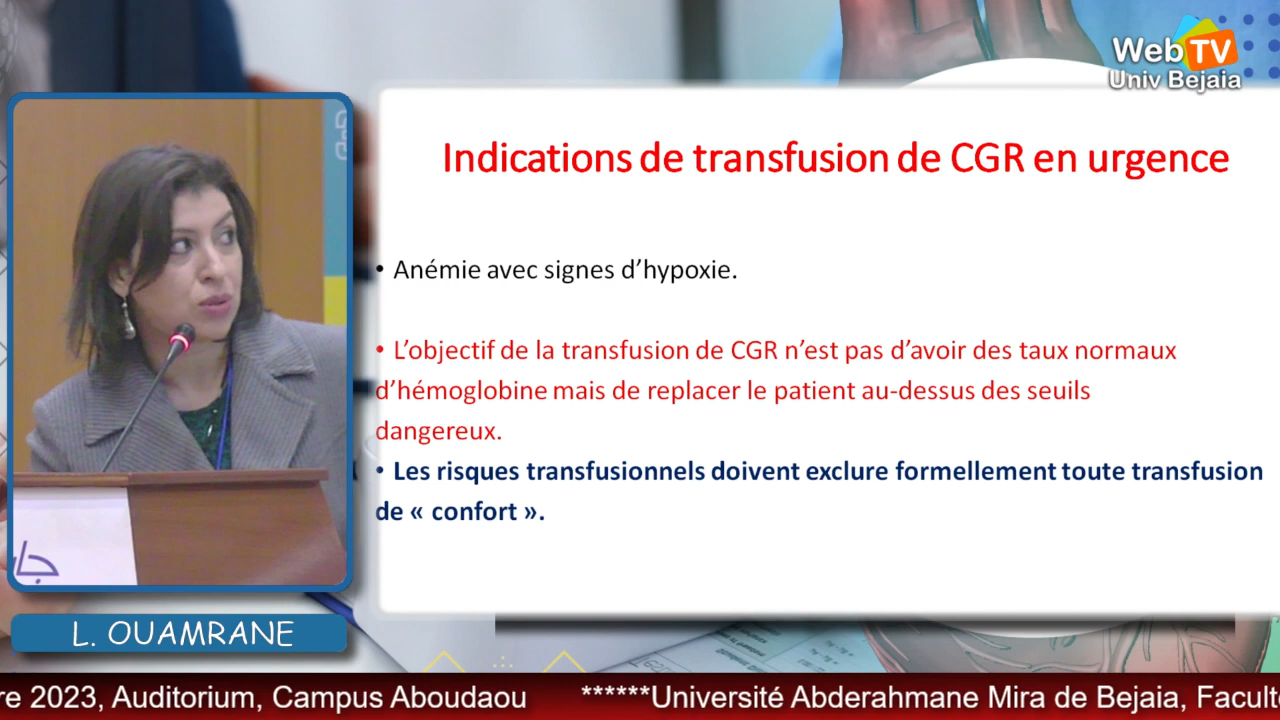 Web TV
Univ Bejaia
Indications de transfusion de CGR en urgence
• Anémie avec signes d’hypoxie.
• L’objectif de la transfusion de CGR n’est pas d’avoir des taux normaux
d’hémoglobine mais de replacer le patient au-dessus des seuils
dangereux.
• Les risques transfusionnels doivent exclure formellement toute transfusion
de « confort ».
L. OUAMRANE
re 2023, Auditorium, Campus Aboudaou ******Université Abderahmane Mira de Bejaia, Faculté